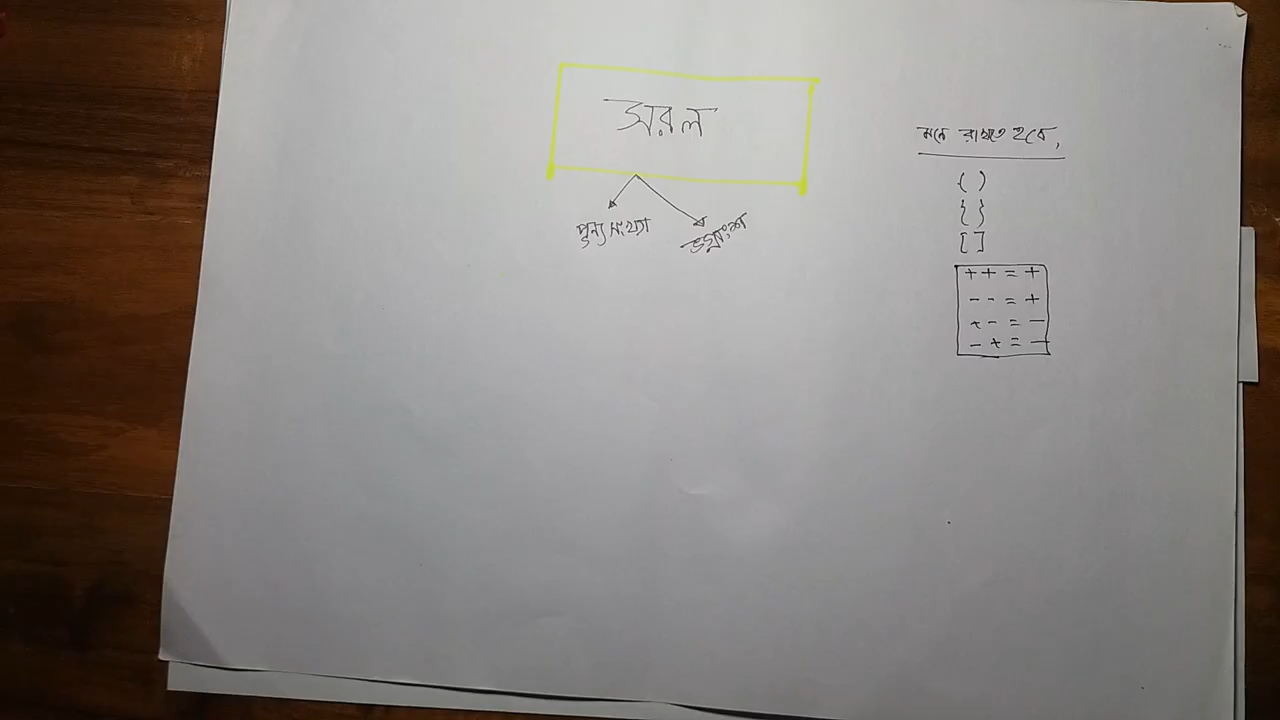 সরল
পুন্য সংখ্যা
ভগ্নাংশ
মনে রাখতে হবে,
( )
{ }
[ ]
+ + = +
- - = +
+ - = -
- + = -